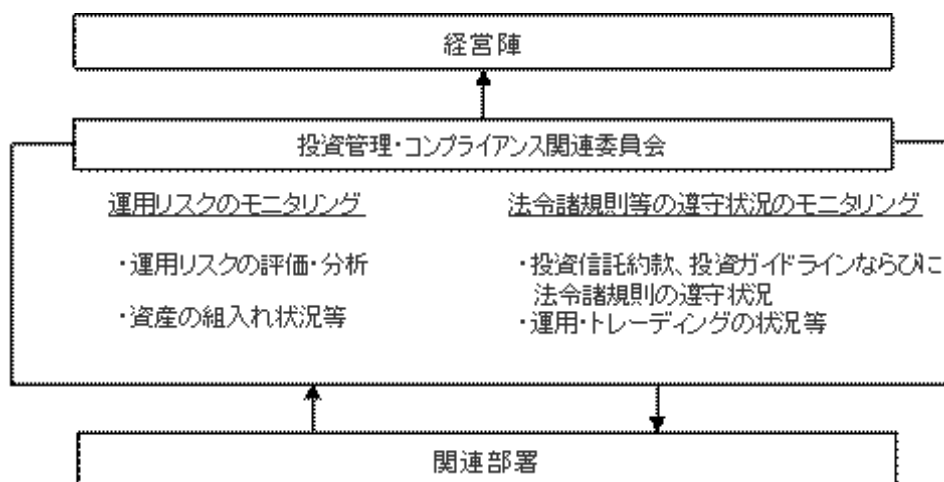 経営陣
投資管理・コンプライアンス関連委員会
運用リスクのモニタリング
・運用リスクの評価・分析
・資産の組入れ状況等
法令諸規則等の遵守状況のモニタリング
・投資信託約款、投資ガイドラインならびに
法令諸規則の遵守状況
・運用・トレーディングの状況等
関連部署